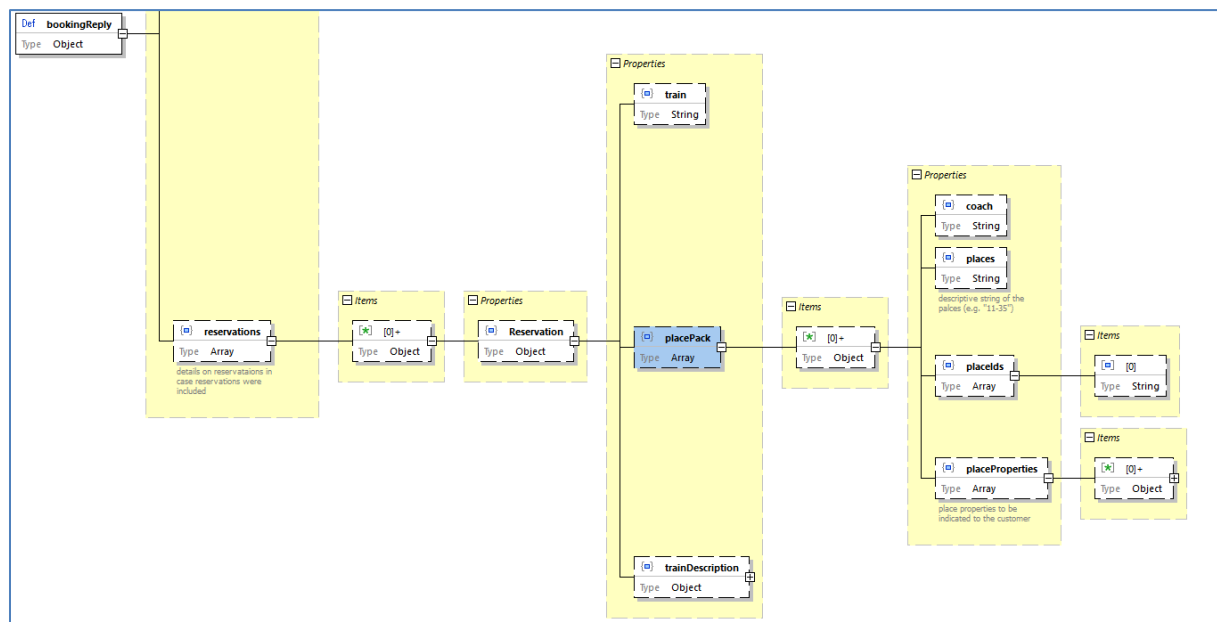 Def bookingReply
Type Object
Properties
train
Type String
Properties
coach
Type String
places
Type String
descriptive string of the
palces (e.g. "11-35")
Items
[0]+
Type Object
Properties
Reservation
Type Object
reservations
Type Array
details on reservataions in
case reservations were
included
placePack
Type Array
Items
[0]+
Type Object
placeIds
Type Array
Items
[0]
Type String
placeProperties
Type Array
place properties to be
indicated to the customer
Items
[0]+
Type Object
trainDescription
Type Object